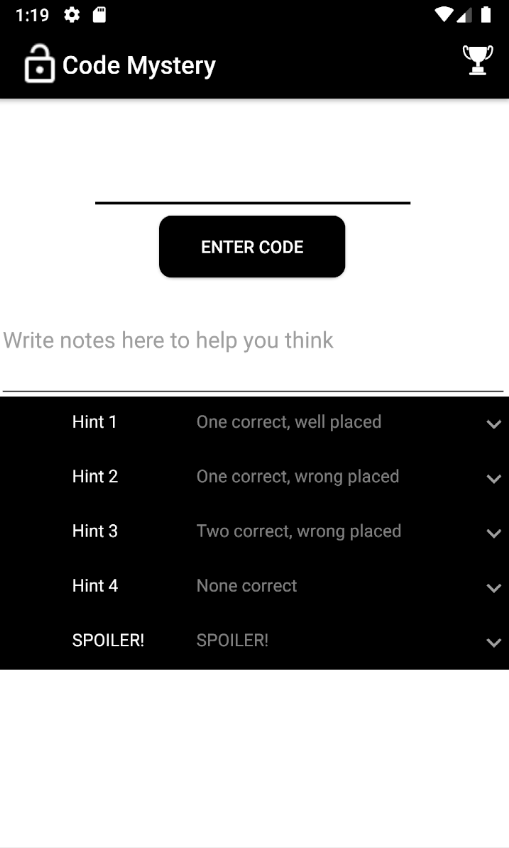 1:19
Code Mystery
ENTER CODE
Write notes here to help you think
Hint 1 One correct, well placed
Hint 2 One correct, wrong placed
Hint 3 Two correct, wrong placed
Hint 4 None correct
SPOILER! SPOILER!